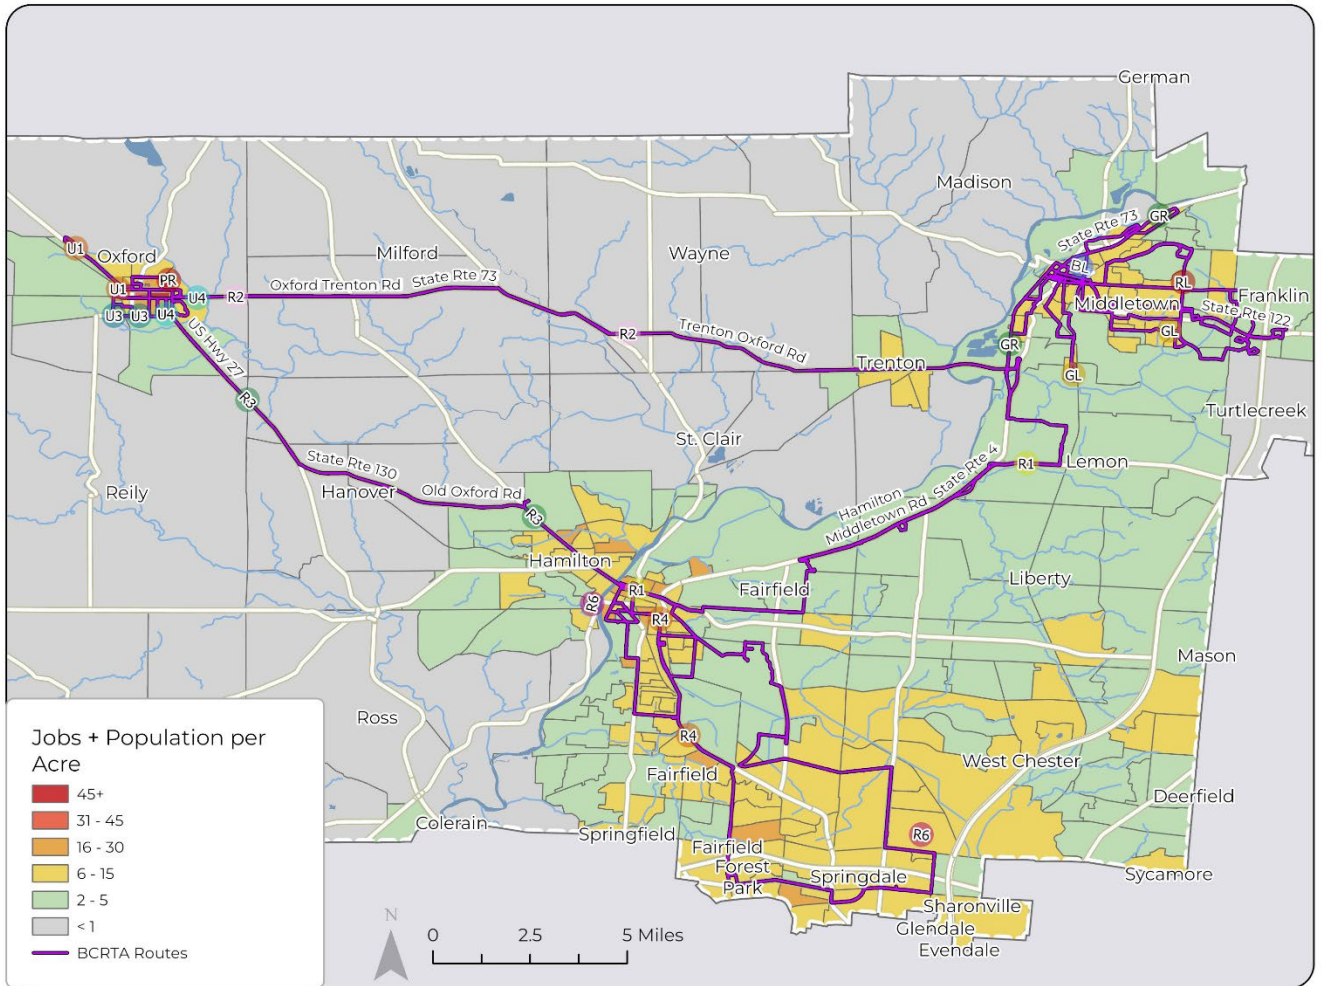 German
Madison
GR
State Rte 73
U1
Oxford
Milford
Wayne
BL
PR
RL
U1
U4
R2
Oxford Trenton Rd
State Rte 73
Franklin
Middletown
State Rte 122
U3
U3
U4
US Hwy 27
R2
Trenton Oxford Rd
GR
GL
Trenton
GL
R3
Turtlecreek
St. Clair
State Rte 130
Lemon
R1
Reily
Hanover
Old Oxford Rd
Hamilton
Middletown Rd
State Rte 4
R3
Hamilton
Liberty
Fairfield
R1
R6
R4
Mason
Ross
R4
West Chester
Fairfield
Deerfield
Colerain
Springfield
R6
Fairfield
Forest
Park
Springdale
Sycamore
Sharonville
Glendale
Evendale
Jobs + Population per
Acre
45+
31 - 45
16 - 30
6 - 15
2 - 5
< 1
BCRTA Routes
N
0 2.5 5 Miles